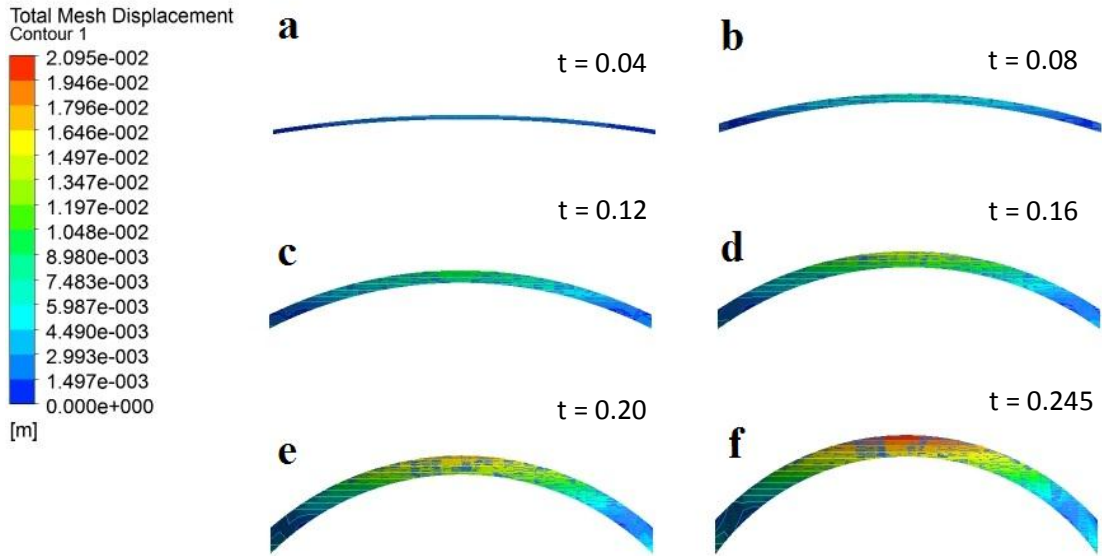 Total Mesh Displacement
Contour 1
2.095e-002
1.946e-002
1.796e-002
1.646e-002
1.497e-002
1.347e-002
1.197e-002
1.048e-002
8.980e-003
7.483e-003
5.987e-003
4.490e-003
2.993e-003
1.497e-003
0.000e+000
[m]
a
t = 0.04
b
t = 0.08
c
t = 0.12
d
t = 0.16
e
t = 0.20
f
t = 0.245